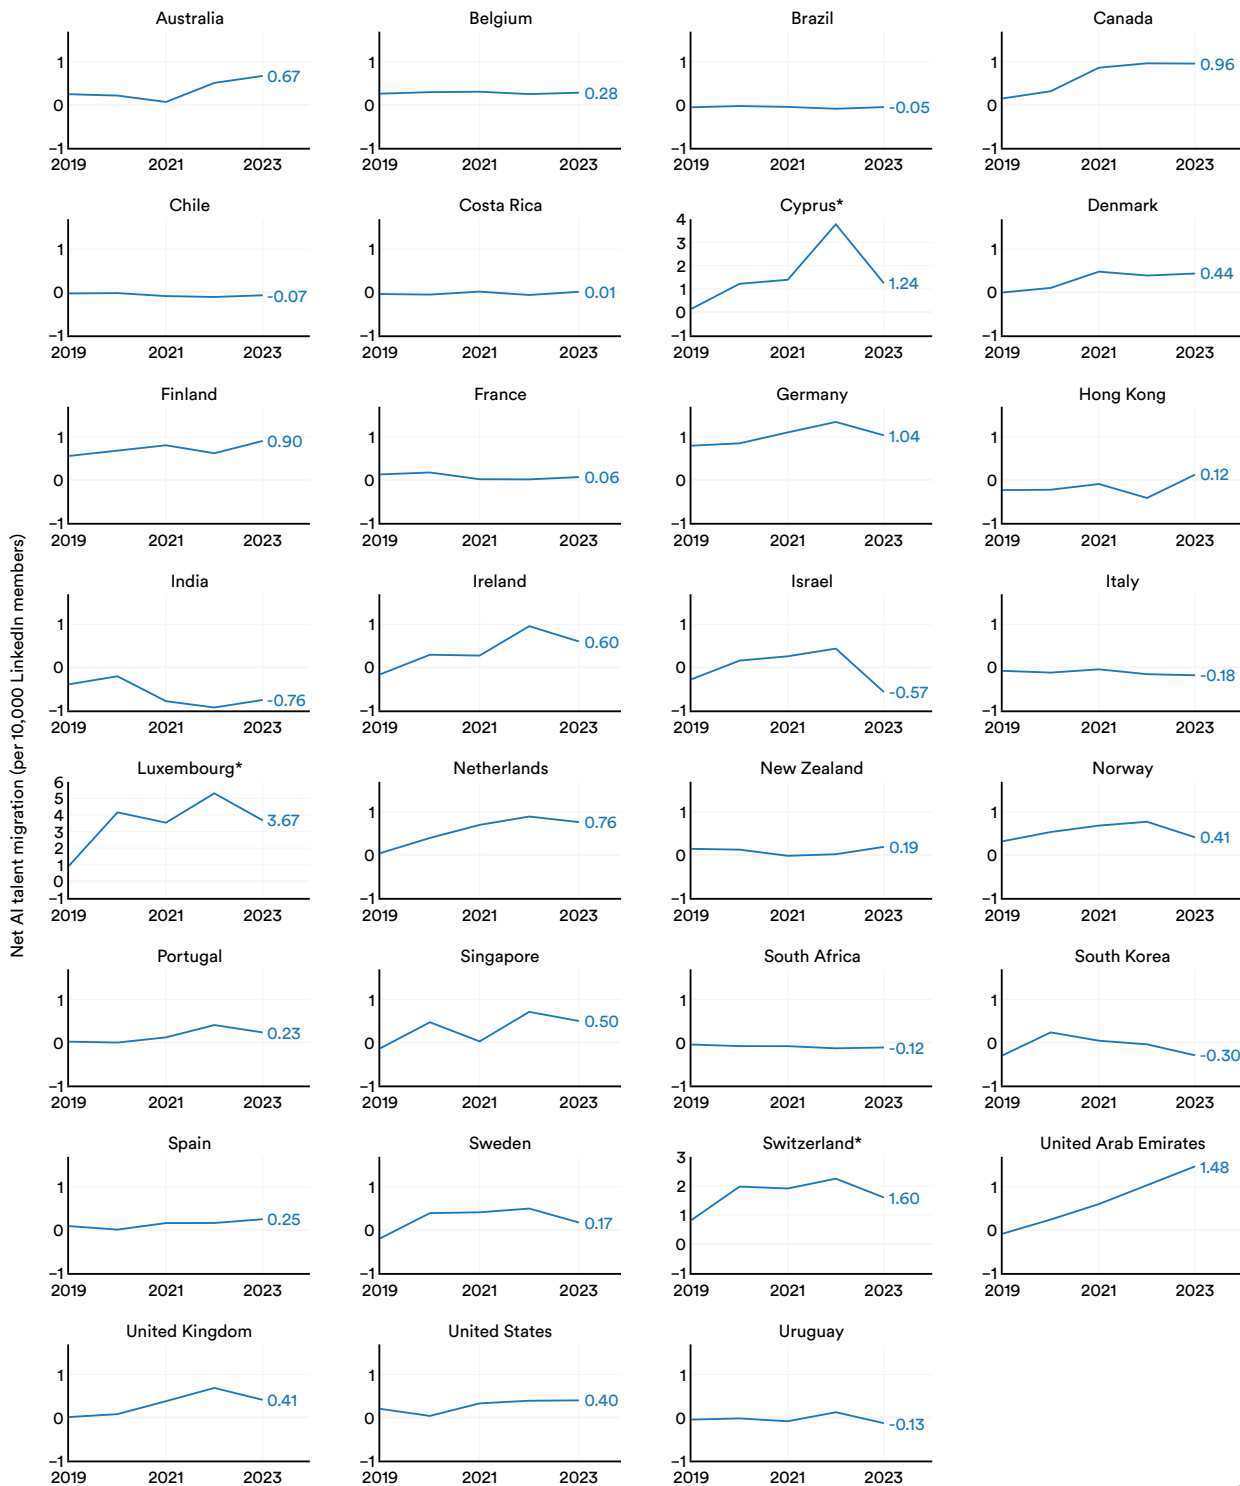 Net AI talent migration (per 10,000 LinkedIn members)
Australia Belgium Brazil Canada
1 0.67 1 0.28 1 -0.05 1 0.96
0 0 0 0
−1 −1 −1 −1
2019 2021 2023 2019 2021 2023 2019 2021 2023 2019 2021 2023
Chile Costa Rica Cyprus* Denmark
1 -0.07 1 0.01 4 3 2 1 1.24 1 0.44
0 0 0 0
−1 −1 −1 −1
2019 2021 2023 2019 2021 2023 2019 2021 2023 2019 2021 2023
Finland France Germany Hong Kong
1 0.90 1 0.06 1 1.04 1 0.12
0 0 0 0
−1 −1 −1 −1
2019 2021 2023 2019 2021 2023 2019 2021 2023 2019 2021 2023
India Ireland Israel Italy
1 -0.76 1 0.60 1 -0.57 1 -0.18
0 0 0 0
−1 −1 −1 −1
2019 2021 2023 2019 2021 2023 2019 2021 2023 2019 2021 2023
Luxembourg* Netherlands New Zealand Norway
6 5 4 3 2 1 3.67 1 0.76 1 0.19 1 0.41
0 0 0 0
−1 −1 −1 −1
2019 2021 2023 2019 2021 2023 2019 2021 2023 2019 2021 2023
Portugal Singapore South Africa South Korea
1 0.23 1 0.50 1 -0.12 1 -0.30
0 0 0 0
−1 −1 −1 −1
2019 2021 2023 2019 2021 2023 2019 2021 2023 2019 2021 2023
Spain Sweden Switzerland* United Arab Emirates
1 0.25 1 0.17 3 2 1 1.60 1 1.48
0 0 0 0
−1 −1 −1 −1
2019 2021 2023 2019 2021 2023 2019 2021 2023 2019 2021 2023
United Kingdom United States Uruguay
1 0.41 1 0.40 1 -0.13
0 0 0
−1 −1 −1
2019 2021 2023 2019 2021 2023 2019 2021 2023